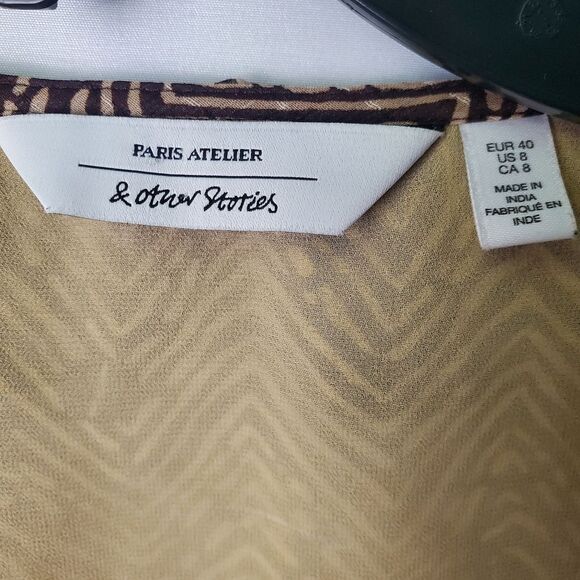 PARIS ATELIER
& other Stories
EUR 40
US 8
CA 8
MADE IN
INDIA
FABRIQUÉ EN
INDE